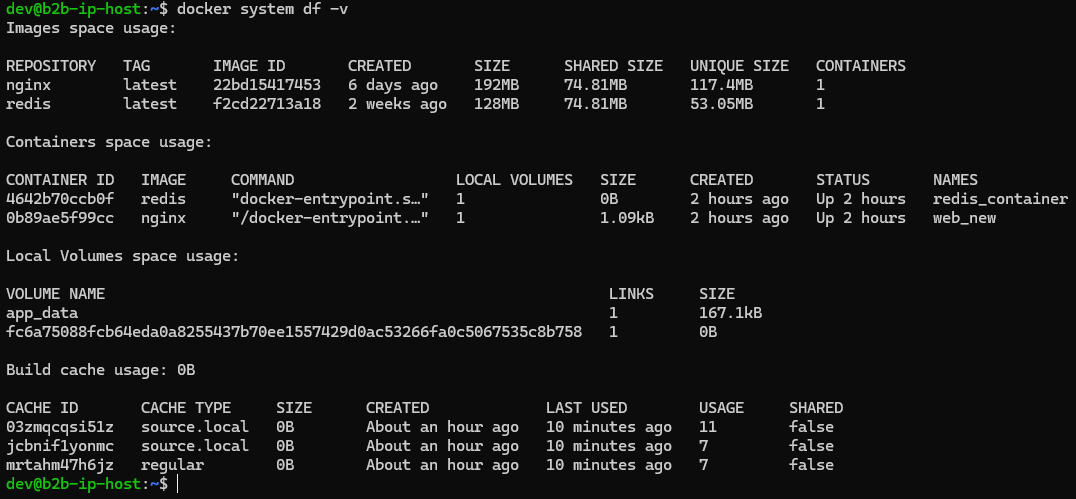 dev@b2b-ip-host:~$ docker system df -v
Images space usage:
REPOSITORY   TAG       IMAGE ID       CREATED       SIZE      SHARED SIZE   UNIQUE SIZE   CONTAINERS
nginx        latest    22bd15417453   6 days ago    192MB     74.81MB       117.4MB       1
redis        latest    f2cd22713a18   2 weeks ago   128MB     74.81MB       53.05MB       1
Containers space usage:
CONTAINER ID   IMAGE     COMMAND                  LOCAL VOLUMES   SIZE      CREATED       STATUS       NAMES
4642b70ccb0f   redis     "docker-entrypoint.s…"   1               0B        2 hours ago   Up 2 hours   redis_container
0b89ae5f99cc   nginx     "/docker-entrypoint.…"   1               1.09kB    2 hours ago   Up 2 hours   web_new
Local Volumes space usage:
VOLUME NAME                                                        LINKS     SIZE
app_data                                                           1         167.1kB
fc6a75088fcb64eda0a8255437b70ee1557429d0ac53266fa0c5067535c8b758   1         0B
Build cache usage: 0B
CACHE ID       CACHE TYPE     SIZE      CREATED             LAST USED        USAGE     SHARED
03zmqcqsi51z   source.local   0B        About an hour ago   10 minutes ago   11        false
jcbnif1yonmc   source.local   0B        About an hour ago   10 minutes ago   7         false
mrtahm47h6jz   regular        0B        About an hour ago   10 minutes ago   7         false
dev@b2b-ip-host:~$